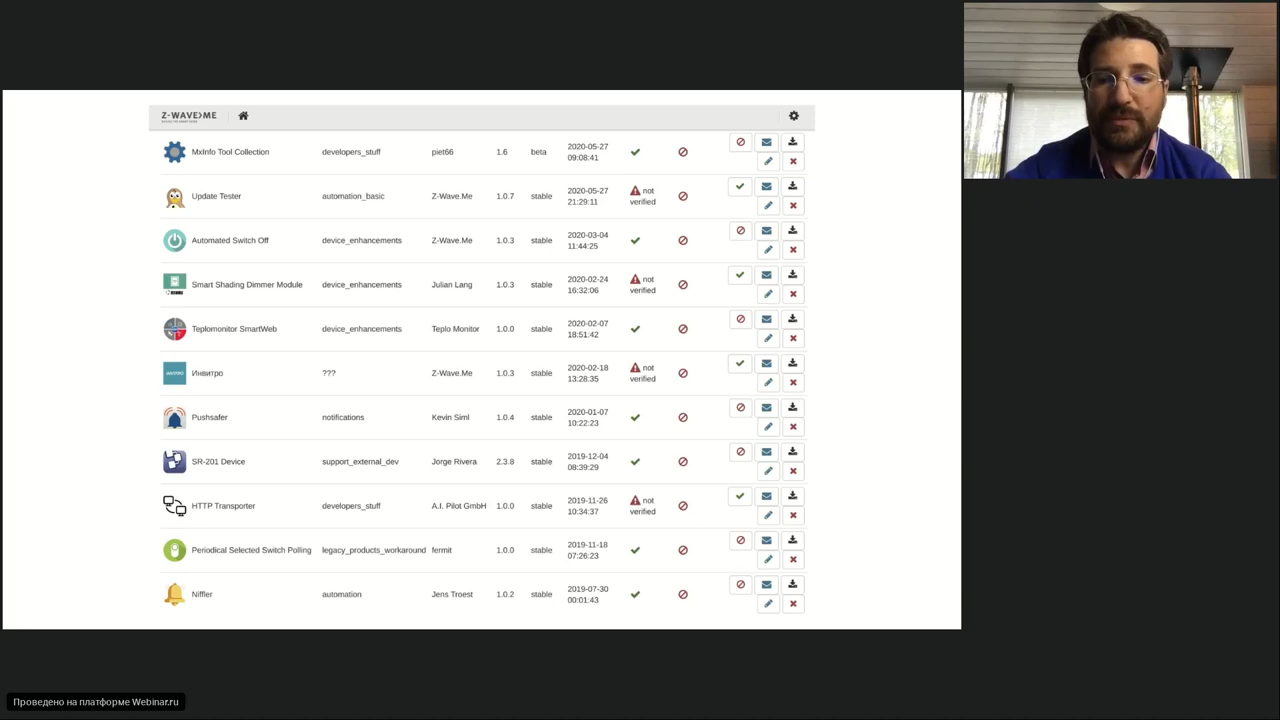 Z-WAVE>ME
MxInfo Tool Collection developers_stuff piet66 1.6 beta 2020-05-27
09:08:41
Update Tester automation_basic Z-Wave.Me 1.0.7 stable 2020-05-27
21:29:11 not
verified
Automated Switch Off device_enhancements Z-Wave.Me 1.0.3 stable 2020-03-04
11:44:25
Smart Shading Dimmer Module device_enhancements Julian Lang 1.0.3 stable 2020-02-24
16:32:06 not
verified
Teplomonitor SmartWeb device_enhancements Teplo Monitor 1.0.0 stable 2020-02-07
18:51:42
Инвитро ??? Z-Wave.Me 1.0.3 stable 2020-02-18
13:28:35 not
verified
Pushsafer notifications Kevin Siml 1.0.4 stable 2020-01-07
10:22:23
SR-201 Device support_external_dev Jorge Rivera 2.3.8 stable 2019-12-04
08:39:29
HTTP Transporter developers_stuff A.I. Pilot GmbH 1.0.0 stable 2019-11-26
10:34:37 not
verified
Periodical Selected Switch Polling legacy_products_workaround fermit 1.0.0 stable 2019-11-18
07:26:23
Niffler automation Jens Troest 1.0.2 stable 2019-07-30
00:01:43
Проведено на платформе Webinar.ru